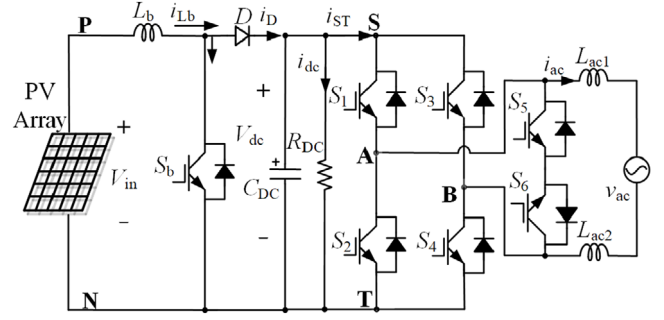 P
L_b
i_Lb
D
i_D
i_ST
S
i_dc
S_1
S_3
i_ac
L_ac1
PV
Array
+
V_in
−
S_b
+
V_dc
−
+
C_DC
R_DC
A
B
S_5
S_6
v_ac
S_2
S_4
L_ac2
N
T